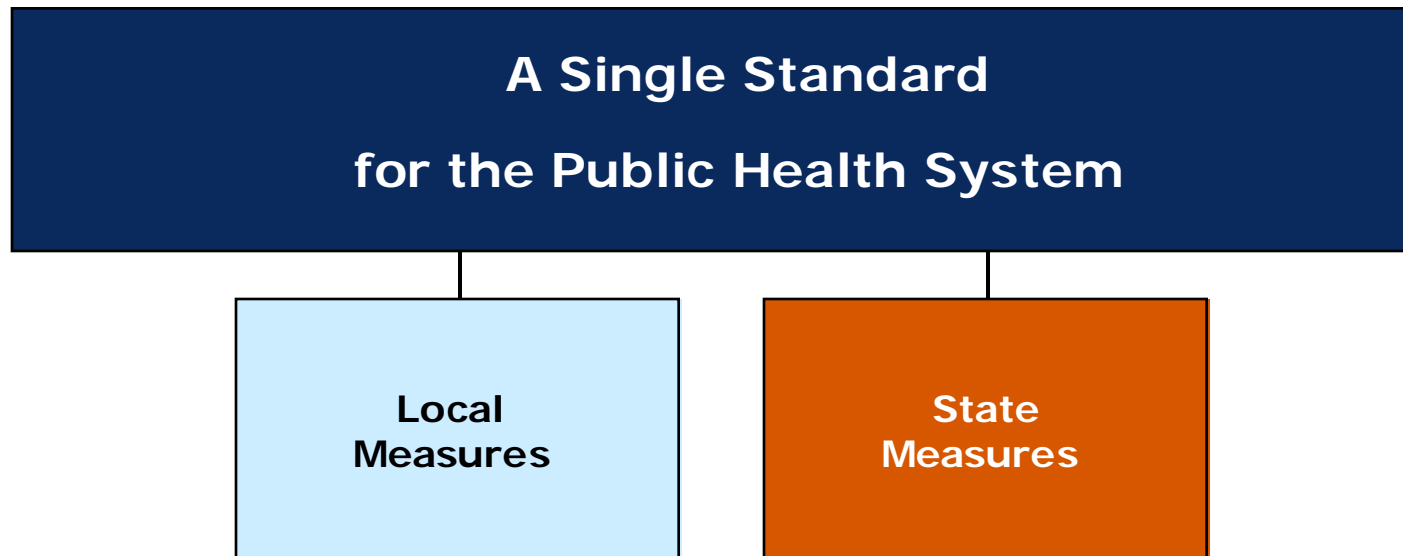 A Single Standard
for the Public Health System
Local
Measures
State
Measures